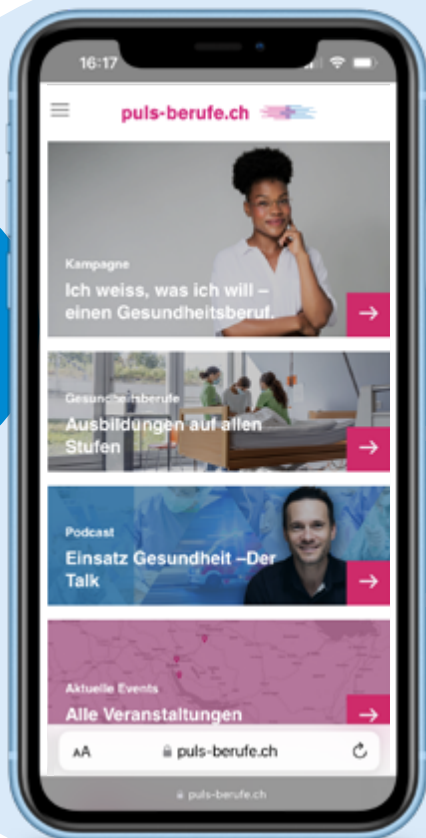 16:17
puls-berufe.ch
Kampagne
Ich weiss, was ich will –
einen Gesundheitsberuf.
Gesundheitsberufe
Ausbildungen auf allen
Stufen
Podcast
Einsatz Gesundheit –Der
Talk
Aktuelle Events
Alle Veranstaltungen
AA
puls-berufe.ch
puls-berufe.ch